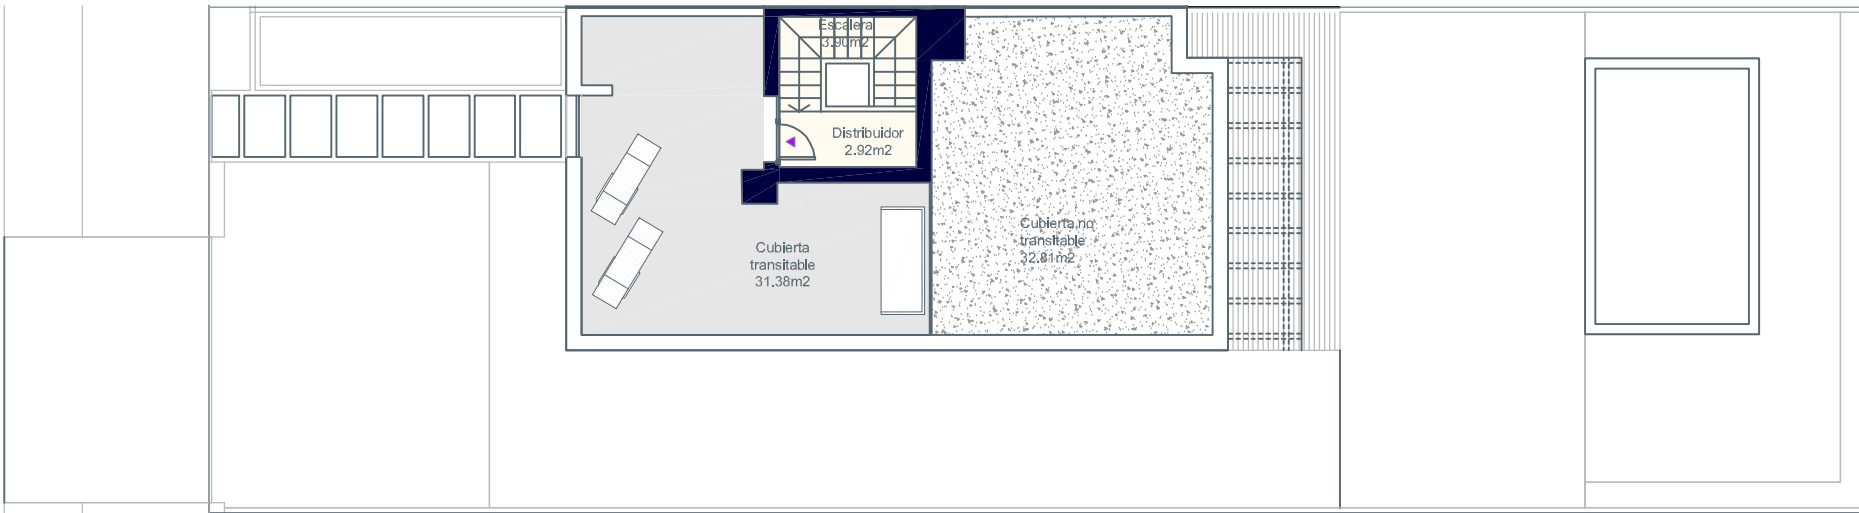 Escalera
3.90m2
Distribuidor
2.92m2
Cubierta
transitable
31.38m2
Cubierta no
transitable
32.81m2